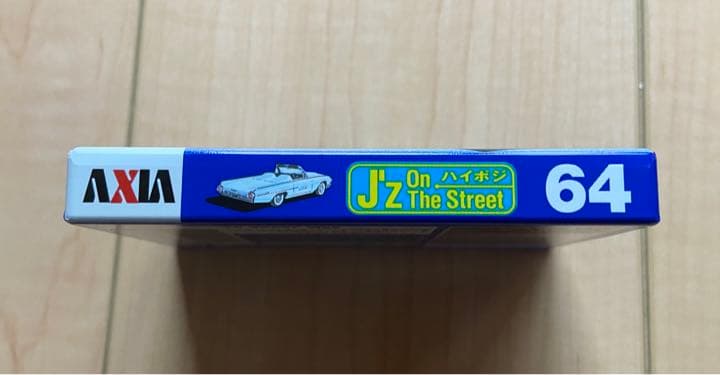 AXIA
J'z On The Street
ハイポジ
64